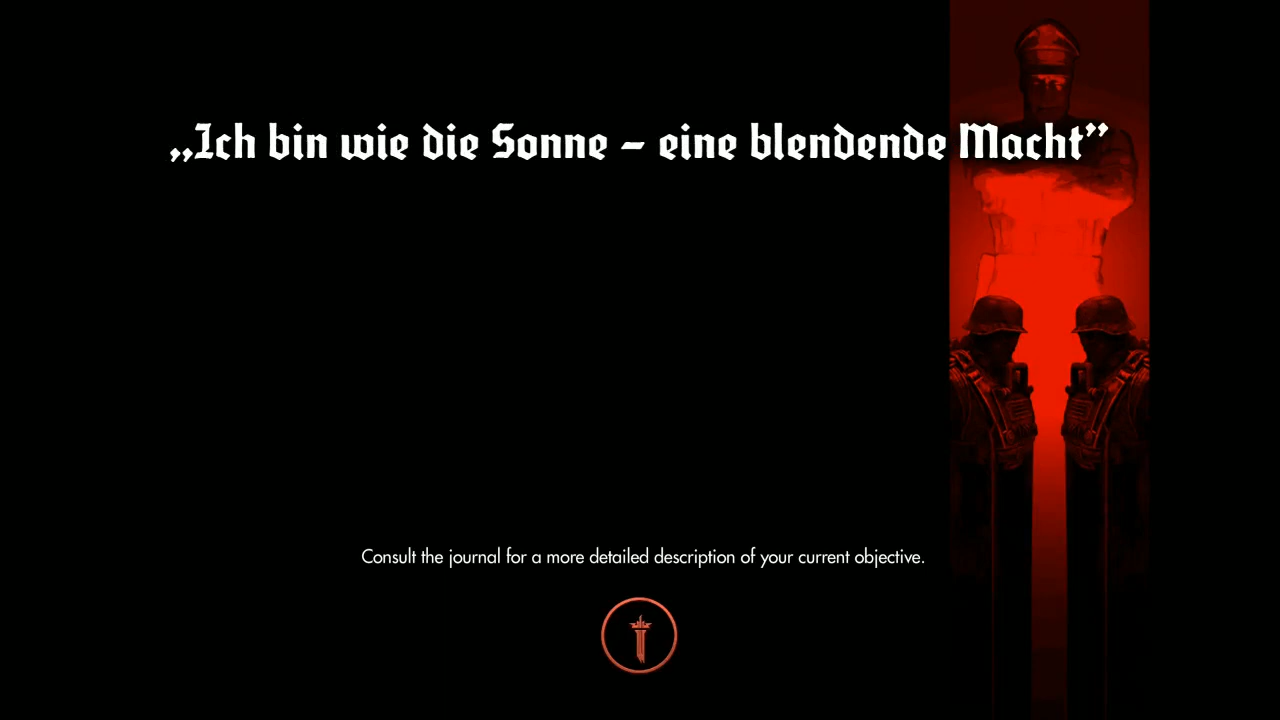 „Ich bin wie die Sonne – eine blendende Macht”
Consult the journal for a more detailed description of your current objective.